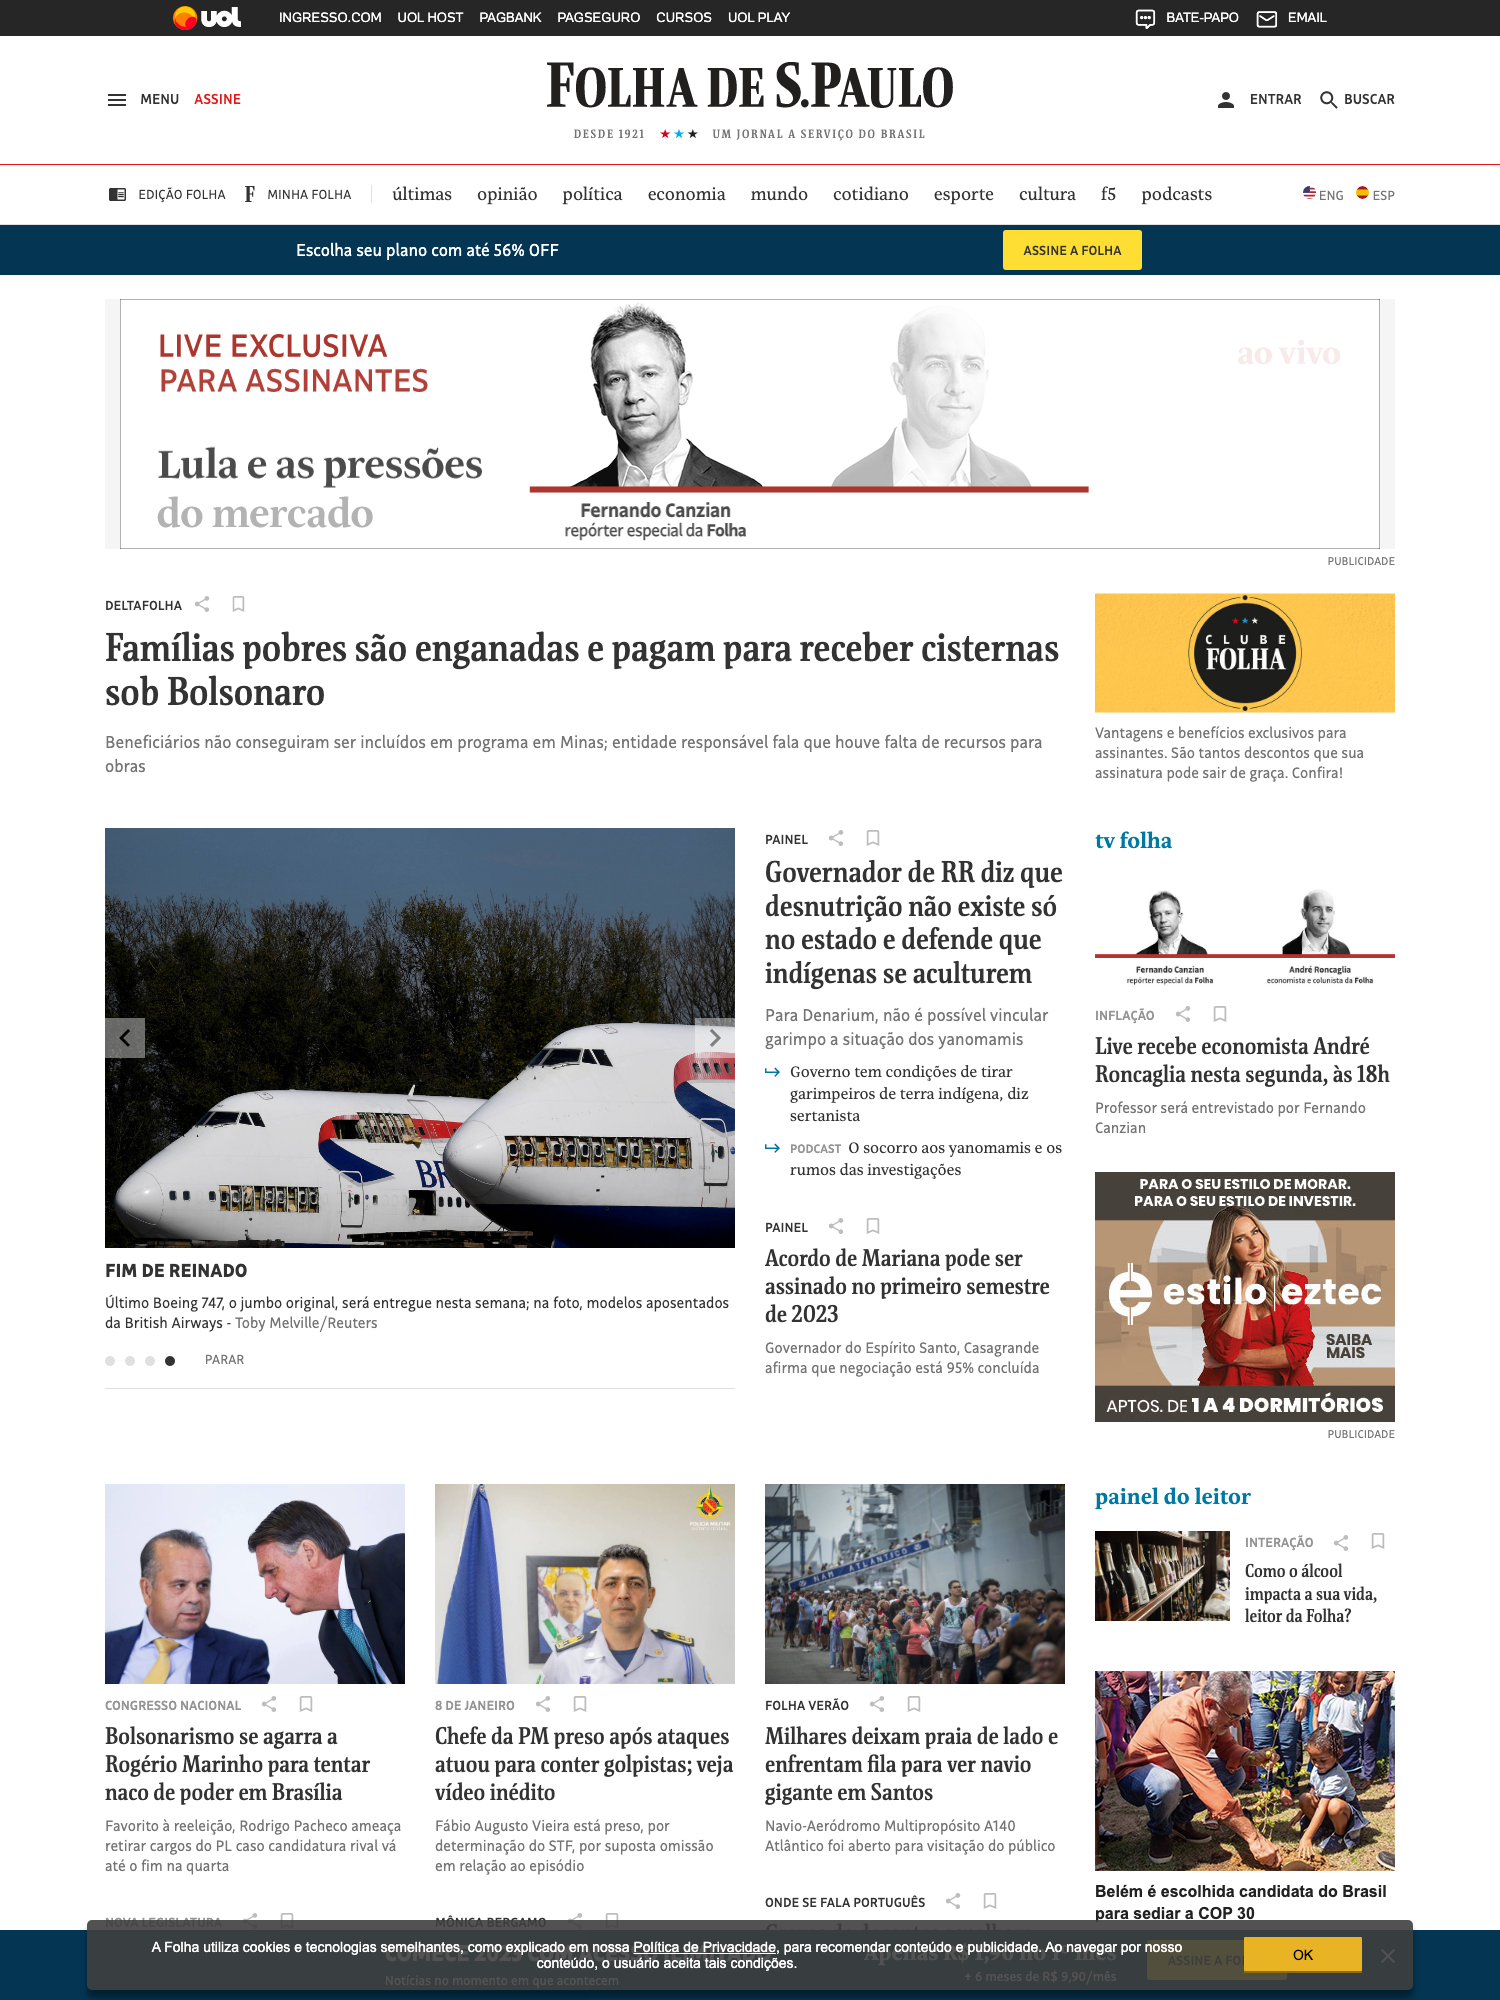 uol INGRESSO.COM UOL HOST PAGBANK PAGSEGURO CURSOS UOL PLAY BATE-PAPO EMAIL
MENU ASSINE
FOLHA DE S.PAULO
DESDE 1921 ★★★ UM JORNAL A SERVIÇO DO BRASIL
ENTRAR BUSCAR
EDIÇÃO FOLHA F MINHA FOLHA últimas opinião política economia mundo cotidiano esporte cultura f5 podcasts ENG ESP
Escolha seu plano com até 56% OFF ASSINE A FOLHA
LIVE EXCLUSIVA
PARA ASSINANTES
Lula e as pressões
do mercado
Fernando Canzian
repórter especial da Folha
ao vivo
PUBLICIDADE
DELTAFOLHA
Famílias pobres são enganadas e pagam para receber cisternas
sob Bolsonaro
Beneficiários não conseguiram ser incluídos em programa em Minas; entidade responsável fala que houve falta de recursos para
obras
CLUBE
FOLHA
Vantagens e benefícios exclusivos para
assinantes. São tantos descontos que sua
assinatura pode sair de graça. Confira!
BR
FIM DE REINADO
Último Boeing 747, o jumbo original, será entregue nesta semana; na foto, modelos aposentados
da British Airways - Toby Melville/Reuters
PARAR
PAINEL
Governador de RR diz que
desnutrição não existe só
no estado e defende que
indígenas se aculturem
Para Denarium, não é possível vincular
garimpo a situação dos yanomamis
Governo tem condições de tirar
garimpeiros de terra indígena, diz
sertanista
PODCAST O socorro aos yanomamis e os
rumos das investigações
PAINEL
Acordo de Mariana pode ser
assinado no primeiro semestre
de 2023
Governador do Espírito Santo, Casagrande
afirma que negociação está 95% concluída
tv folha
Fernando Canzian
repórter especial da Folha
André Roncaglia
economista e colunista da Folha
INFLAÇÃO
Live recebe economista André
Roncaglia nesta segunda, às 18h
Professor será entrevistado por Fernando
Canzian
PARA O SEU ESTILO DE MORAR.
PARA O SEU ESTILO DE INVESTIR.
estilo eztec
SAIBA
MAIS
APTOS. DE 1 A 4 DORMITÓRIOS
PUBLICIDADE
CONGRESSO NACIONAL
Bolsonarismo se agarra a
Rogério Marinho para tentar
naco de poder em Brasília
Favorito à reeleição, Rodrigo Pacheco ameaça
retirar cargos do PL caso candidatura rival vá
até o fim na quarta
NOVA LEGISLATURA
8 DE JANEIRO
Chefe da PM preso após ataques
atuou para conter golpistas; veja
vídeo inédito
Fábio Augusto Vieira está preso, por
determinação do STF, por suposta omissão
em relação ao episódio
MÔNICA BERGAMO
NAM ATLÂNTICO
FOLHA VERÃO
Milhares deixam praia de lado e
enfrentam fila para ver navio
gigante em Santos
Navio-Aeródromo Multipropósito A140
Atlântico foi aberto para visitação do público
ONDE SE FALA PORTUGUÊS
painel do leitor
INTERAÇÃO
Como o álcool
impacta a sua vida,
leitor da Folha?
Belém é escolhida candidata do Brasil
para sediar a COP 30
A Folha utiliza cookies e tecnologias semelhantes, como explicado em nossa Política de Privacidade, para recomendar conteúdo e publicidade. Ao navegar por nosso
conteúdo, o usuário aceita tais condições.
OK
Notícias no momento em que acontecem
+ 6 meses de R$ 9,90/mês